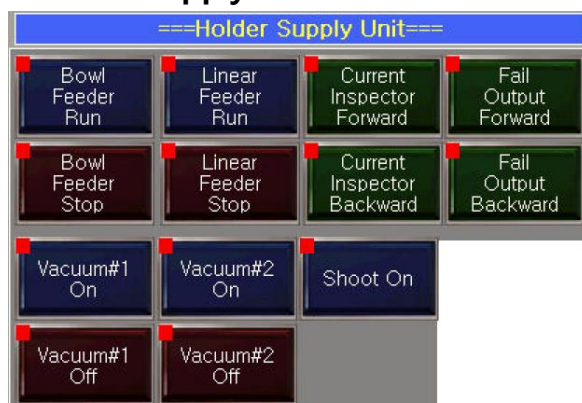 ===Holder Supply Unit===
Bowl
Feeder
Run
Linear
Feeder
Run
Current
Inspector
Forward
Fail
Output
Forward
Bowl
Feeder
Stop
Linear
Feeder
Stop
Current
Inspector
Backward
Fail
Output
Backward
Vacuum#1
On
Vacuum#2
On
Shoot On
Vacuum#1
Off
Vacuum#2
Off